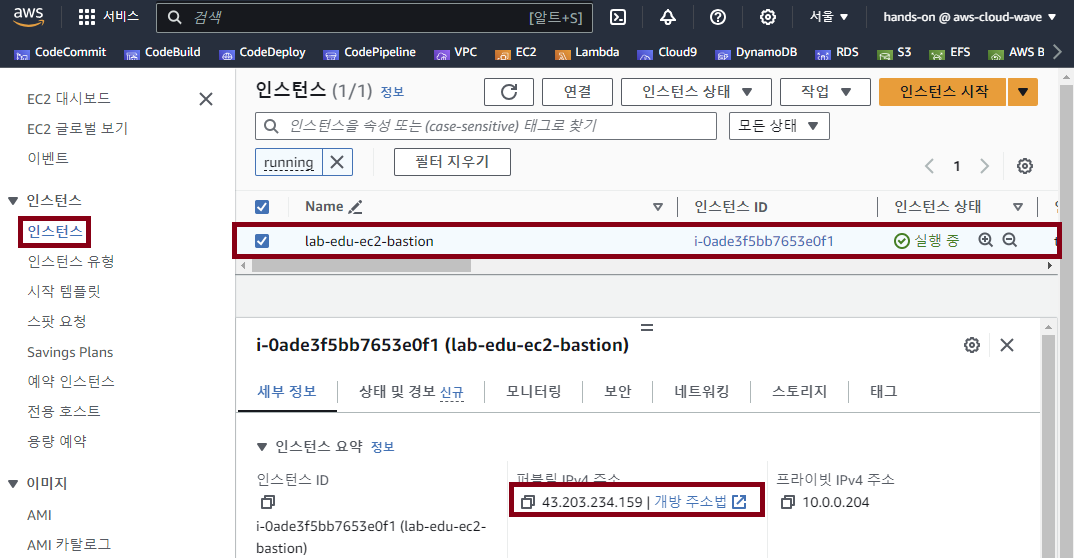 aws
서비스
검색
[알트+S]
서울
hands-on @ aws-cloud-wave
CodeCommit CodeBuild CodeDeploy CodePipeline VPC EC2 Lambda Cloud9 DynamoDB RDS S3 EFS AWS B
EC2 대시보드
EC2 글로벌 보기
이벤트
인스턴스
인스턴스
인스턴스 유형
시작 템플릿
스팟 요청
Savings Plans
예약 인스턴스
전용 호스트
용량 예약
이미지
AMI
AMI 카탈로그
인스턴스 (1/1) 정보
연결
인스턴스 상태
작업
인스턴스 시작
인스턴스을 속성 또는 (case-sensitive) 태그로 찾기
모든 상태
running
필터 지우기
1
Name 인스턴스 ID 인스턴스 상태
lab-edu-ec2-bastion i-0ade3f5bb7653e0f1 실행 중
i-0ade3f5bb7653e0f1 (lab-edu-ec2-bastion)
세부 정보 상태 및 경보 신규 모니터링 보안 네트워킹 스토리지 태그
인스턴스 요약 정보
인스턴스 ID
i-0ade3f5bb7653e0f1 (lab-edu-ec2-
bastion)
퍼블릭 IPv4 주소
43.203.234.159 | 개방 주소법
프라이빗 IPv4 주소
10.0.0.204